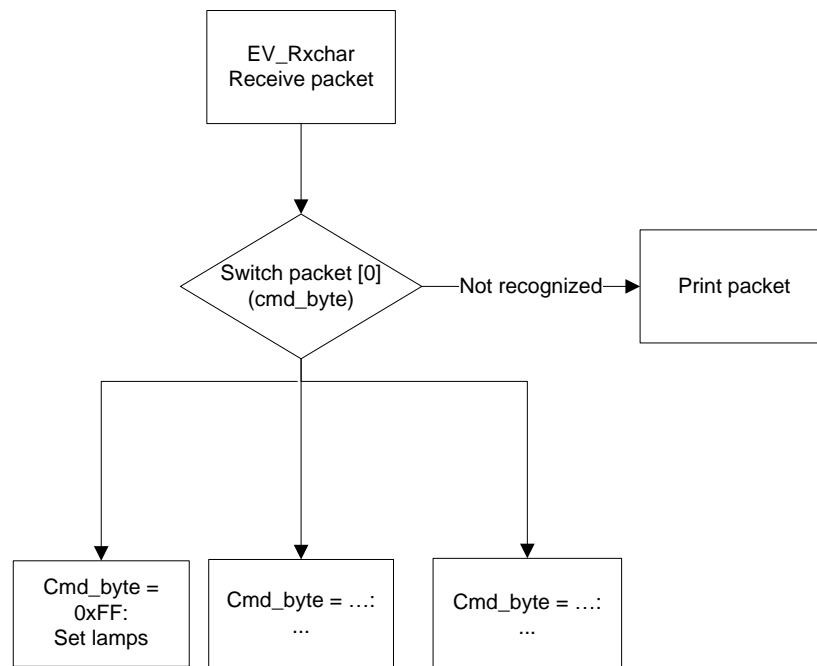 EV_Rxchar
Receive packet
Switch packet [0]
(cmd_byte)
Not recognized
Print packet
Cmd_byte =
0xFF:
Set lamps
Cmd_byte = …:
...
Cmd_byte = …:
...